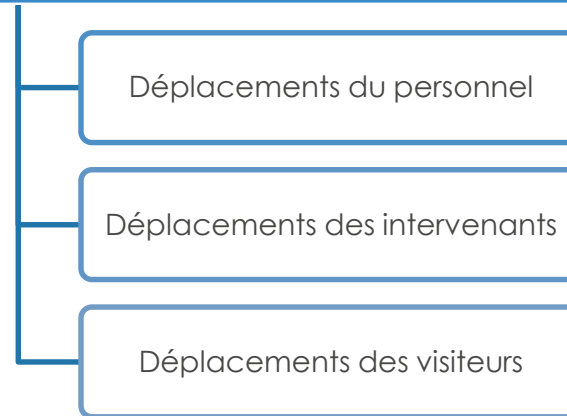 Déplacements du personnel
Déplacements des intervenants
Déplacements des visiteurs